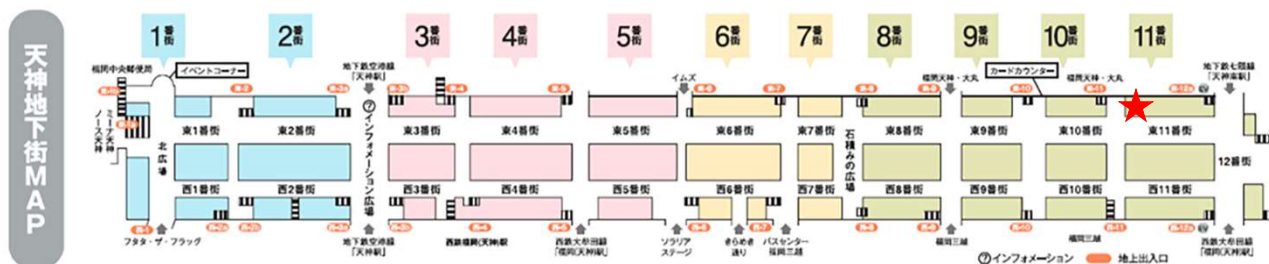 天神地下街MAP
1番街
2番街
3番街
4番街
5番街
6番街
7番街
8番街
9番街
10番街
11番街
福岡中央郵便局
イベントコーナー
地下鉄空港線
「天神駅」
イムズ
福岡天神・大丸
カードカウンター
福岡天神・大丸
地下鉄七隈線
「天神南駅」
ミーナ天神
ノース天神
北広場
インフォメーション広場
石積みの広場
東1番街
東2番街
東3番街
東4番街
東5番街
東6番街
東7番街
東8番街
東9番街
東10番街
東11番街
12番街
西1番街
西2番街
西3番街
西4番街
西5番街
西6番街
西7番街
西8番街
西9番街
西10番街
西11番街
フタタ・ザ・フラッグ
地下鉄空港線
「天神駅」
西鉄福岡(天神)駅
西鉄大牟田線
「福岡(天神)駅」
ソラリア
ステージ
きらめき
通り
バスセンター
福岡三越
福岡三越
福岡三越
西鉄大牟田線
「福岡(天神)駅」
?インフォメーション
地上出入口